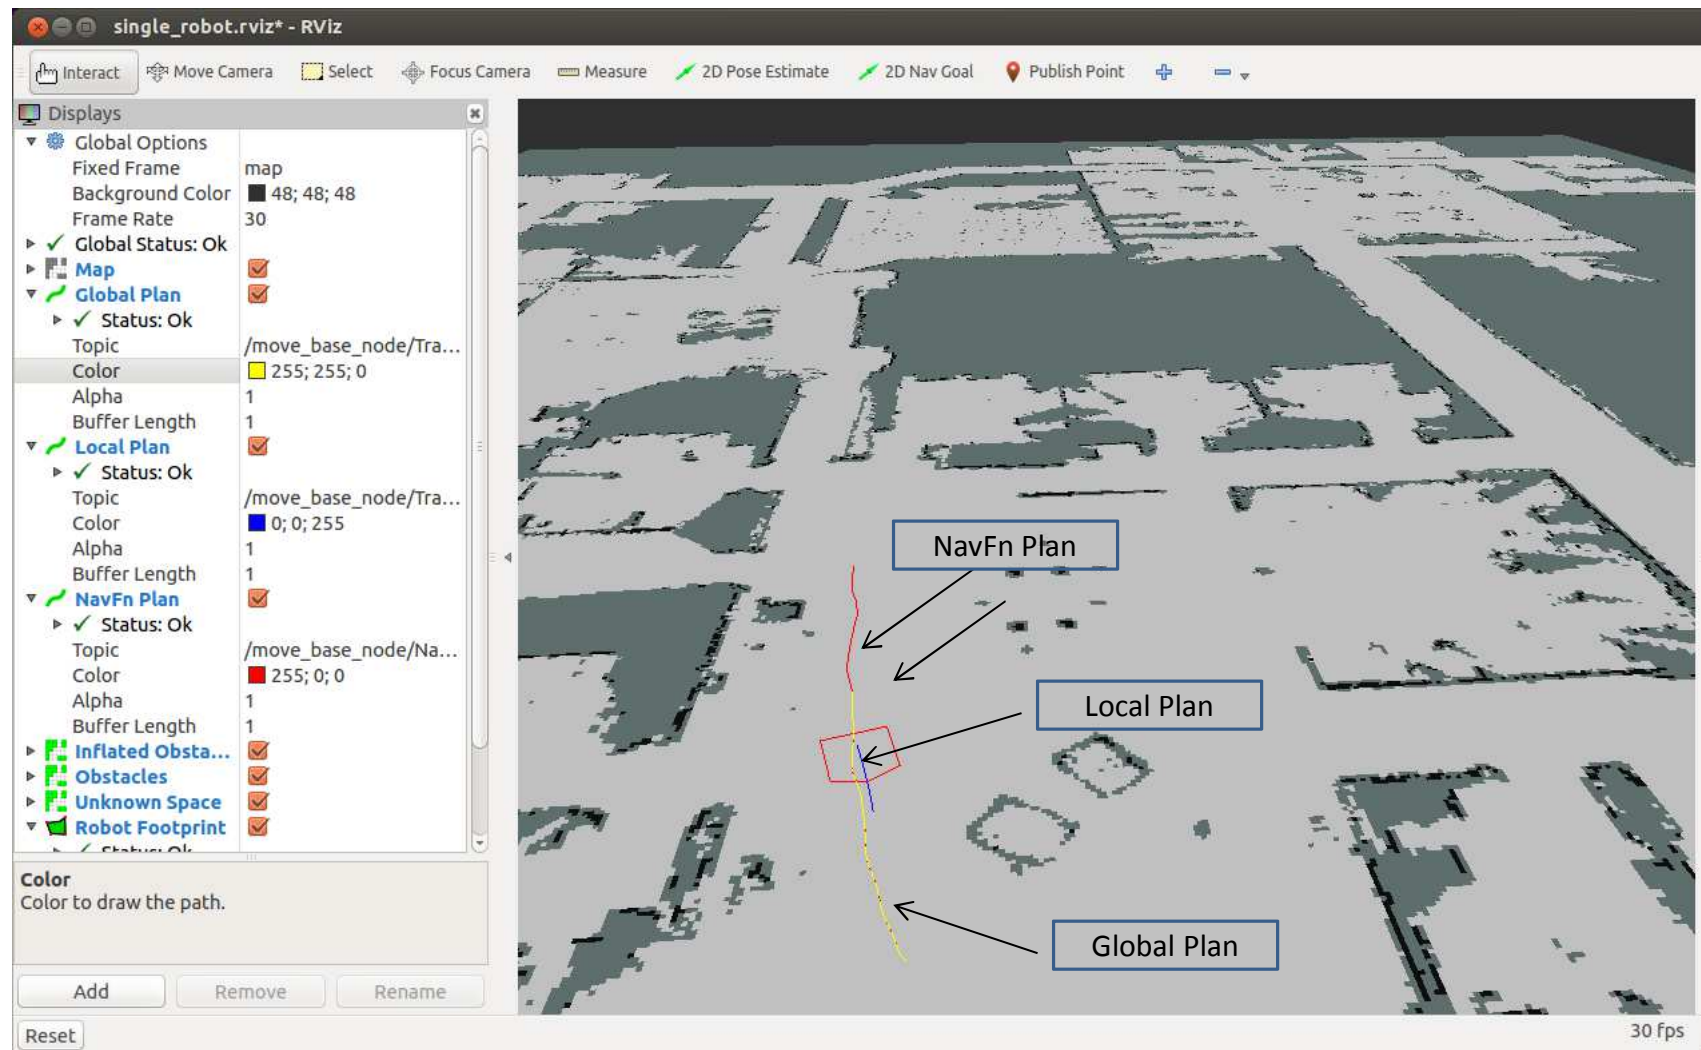 single_robot.rviz* - RViz
Interact Move Camera Select Focus Camera Measure 2D Pose Estimate 2D Nav Goal Publish Point
Displays
Global Options
Fixed Frame map
Background Color 48; 48; 48
Frame Rate 30
Global Status: Ok
Map
Global Plan
Status: Ok
Topic /move_base_node/Tra...
Color 255; 255; 0
Alpha 1
Buffer Length 1
Local Plan
Status: Ok
Topic /move_base_node/Tra...
Color 0; 0; 255
Alpha 1
Buffer Length 1
NavFn Plan
Status: Ok
Topic /move_base_node/Na...
Color 255; 0; 0
Alpha 1
Buffer Length 1
Inflated Obsta...
Obstacles
Unknown Space
Robot Footprint
Status: Ok
Color
Color to draw the path.
Add Remove Rename
Reset
NavFn Plan
Local Plan
Global Plan
30 fps